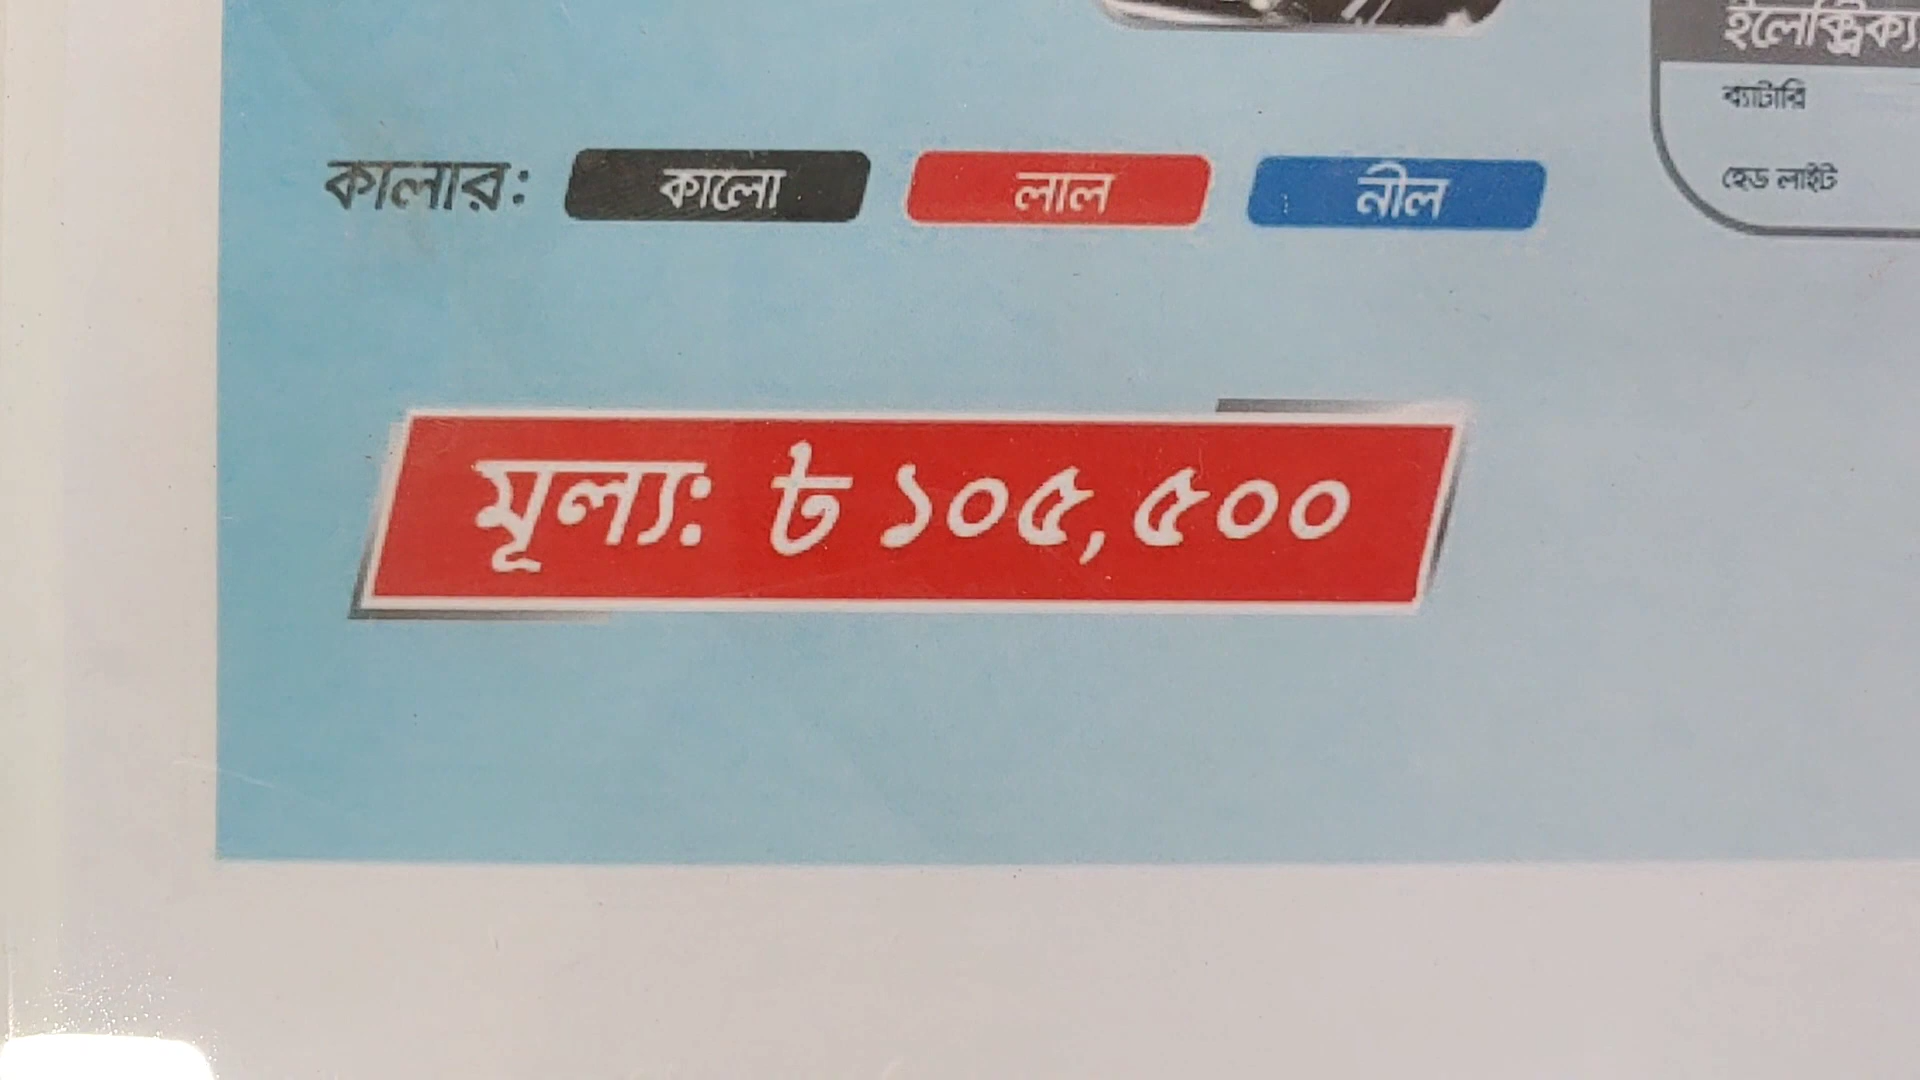 ইলেক্ট্রিক্য
ব্যাটারি
হেড লাইট
কালার: কালো লাল নীল
মূল্য: ৳ ১০৫,৫০০